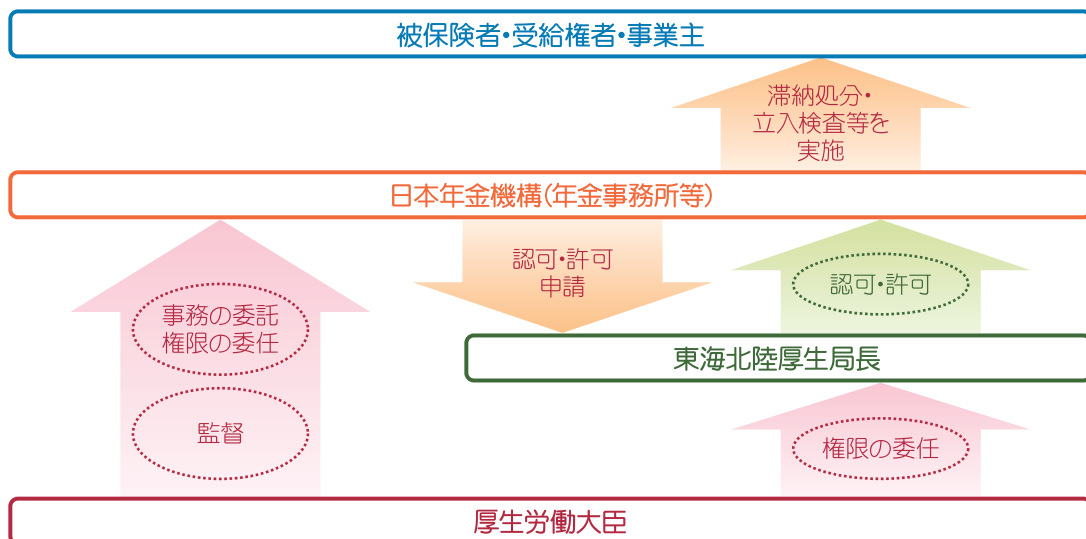 被保険者・受給権者・事業主
滞納処分・
立入検査等を
実施
日本年金機構(年金事務所等)
事務の委託
権限の委任
監督
認可・許可
申請
認可・許可
東海北陸厚生局長
権限の委任
厚生労働大臣